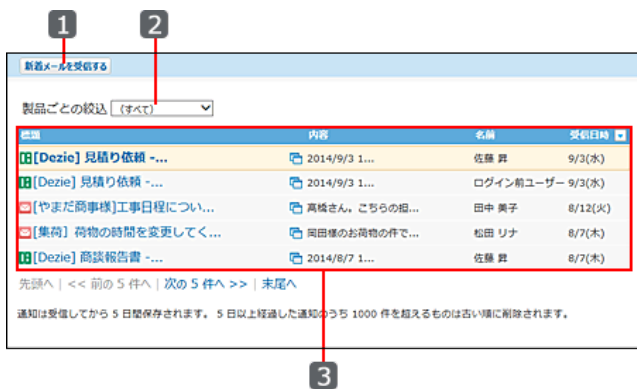 1
2
新着メールを受信する
製品ごとの絞込 (すべて)
標題 内容 名前 受信日時
[Dezie] 見積り依頼 -... 2014/9/3 1... 佐藤 昇 9/3(水)
[Dezie] 見積り依頼 -... 2014/9/3 1... ログイン前ユーザー 9/3(水)
[やまだ商事様]工事日程につい... 高橋さん。こちらの担... 田中 美子 8/12(火)
[集荷] 荷物の時間を変更してく... 岡田様のお荷物の件で... 松田 リナ 8/7(木)
[Dezie] 商談報告書 -... 2014/8/7 1... 佐藤 昇 8/7(木)
先頭へ | << 前の 5 件へ | 次の 5 件へ >> | 末尾へ
通知は受信してから 5 日間保存されます。 5 日以上経過した通知のうち 1000 件を超えるものは古い順に削除されます。
3